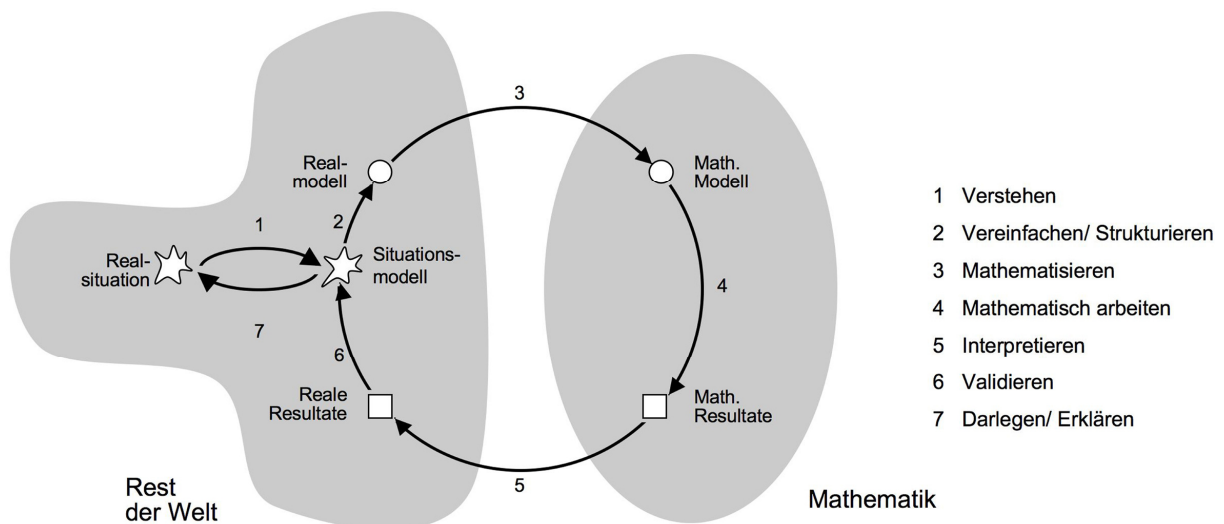 3
Real-
modell
Math.
Modell
1
2
Real-
situation
Situations-
modell
4
7
6
Reale
Resultate
Math.
Resultate
5
Rest
der Welt
Mathematik
1 Verstehen
2 Vereinfachen/ Strukturieren
3 Mathematisieren
4 Mathematisch arbeiten
5 Interpretieren
6 Validieren
7 Darlegen/ Erklären